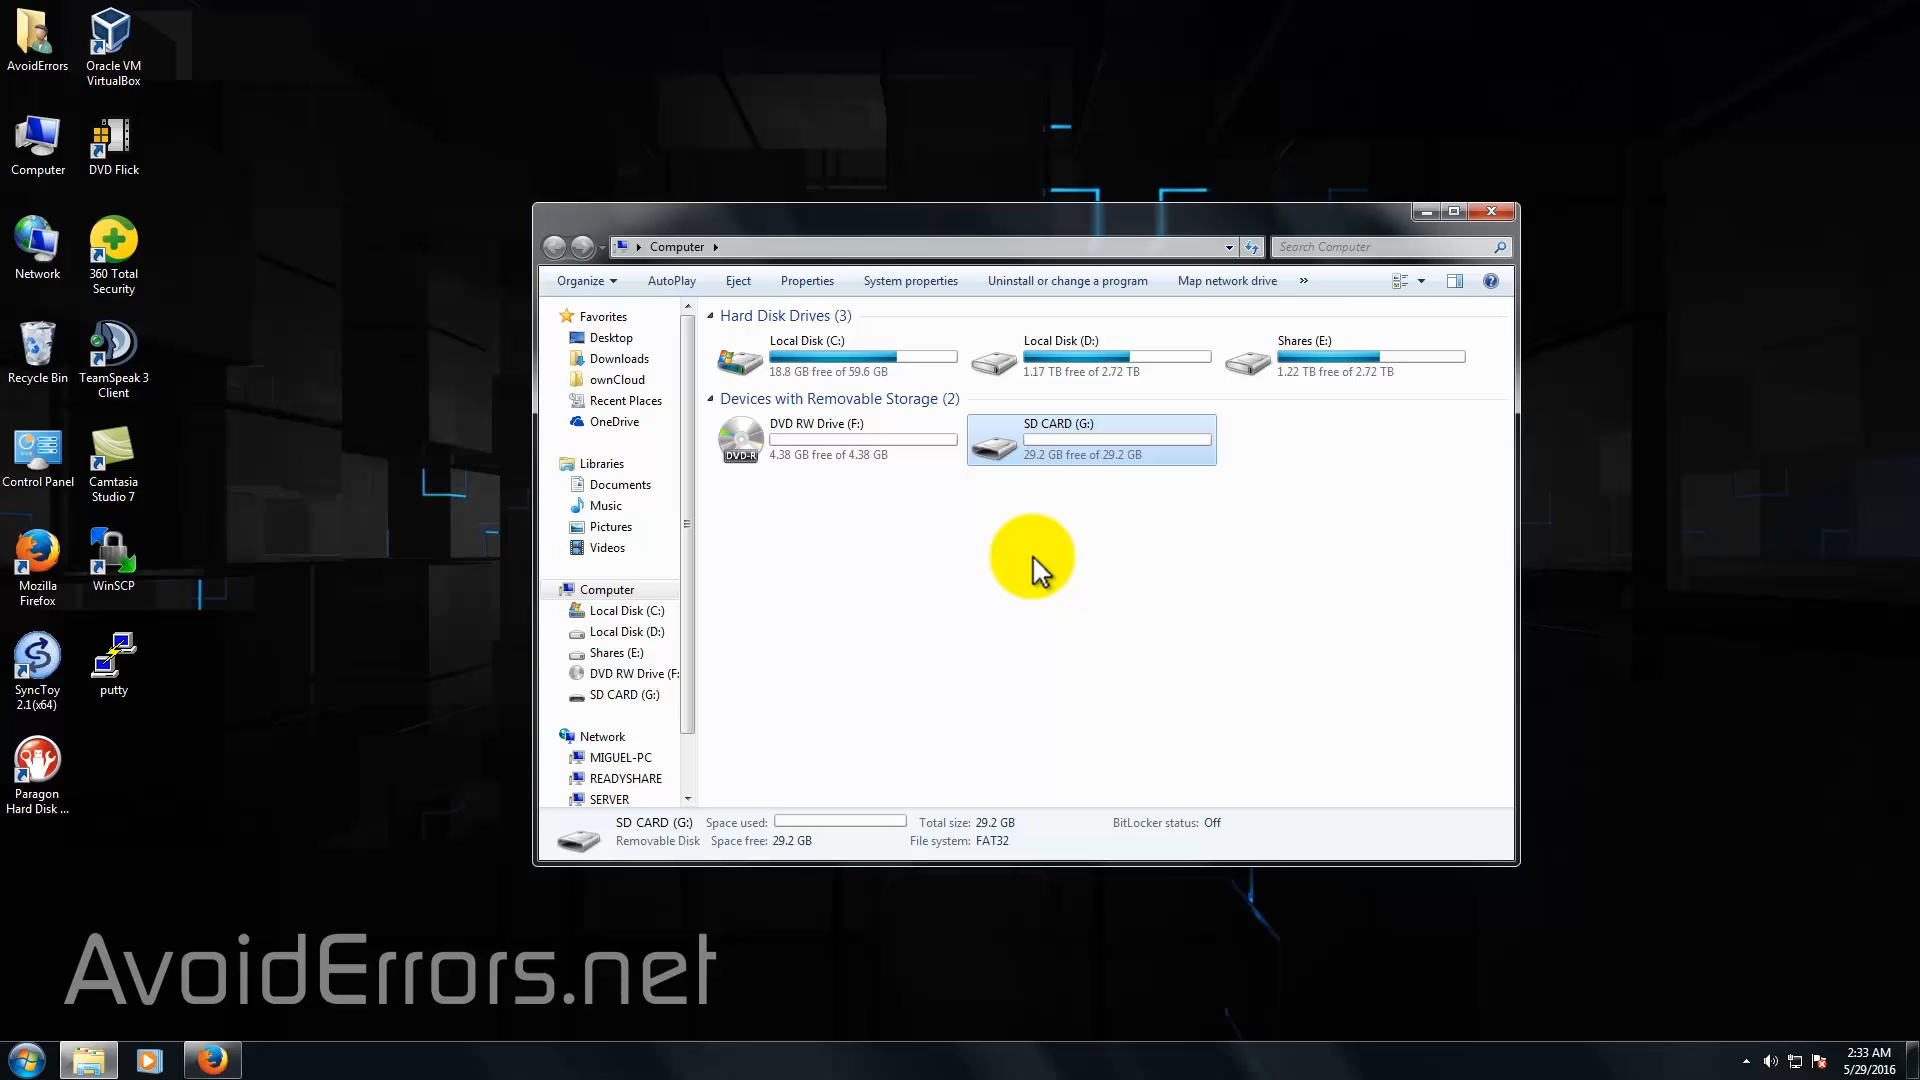 AvoidErrors
Oracle VM
VirtualBox
Computer
DVD Flick
Network
360 Total
Security
Recycle Bin
TeamSpeak 3
Client
Control Panel
Camtasia
Studio 7
Mozilla
Firefox
WinSCP
SyncToy
2.1(x64)
putty
Paragon
Hard Disk ...
Computer
Search Computer
Organize
AutoPlay
Eject
Properties
System properties
Uninstall or change a program
Map network drive
»
Favorites
Desktop
Downloads
ownCloud
Recent Places
OneDrive
Libraries
Documents
Music
Pictures
Videos
Computer
Local Disk (C:)
Local Disk (D:)
Shares (E:)
DVD RW Drive (F:
SD CARD (G:)
Network
MIGUEL-PC
READYSHARE
SERVER
Hard Disk Drives (3)
Local Disk (C:)
18.8 GB free of 59.6 GB
Local Disk (D:)
1.17 TB free of 2.72 TB
Shares (E:)
1.22 TB free of 2.72 TB
Devices with Removable Storage (2)
DVD-R
DVD RW Drive (F:)
4.38 GB free of 4.38 GB
SD CARD (G:)
29.2 GB free of 29.2 GB
SD CARD (G:) Space used: Total size: 29.2 GB BitLocker status: Off
Removable Disk Space free: 29.2 GB File system: FAT32
AvoidErrors.net
2:33 AM
5/29/2016